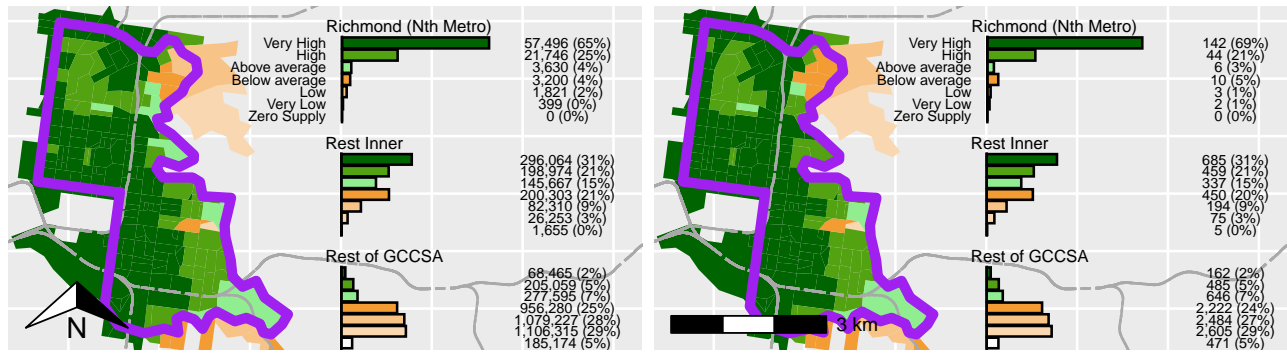 Richmond (Nth Metro)
Very High 57,496 (65%)
High 21,746 (25%)
Above average 3,630 (4%)
Below average 3,200 (4%)
Low 1,821 (2%)
Very Low 399 (0%)
Zero Supply 0 (0%)
Rest Inner
296,064 (31%)
198,974 (21%)
145,667 (15%)
200,303 (21%)
82,310 (9%)
26,253 (3%)
1,655 (0%)
Rest of GCCSA
68,465 (2%)
205,059 (5%)
277,595 (7%)
956,280 (25%)
1,079,227 (28%)
1,106,315 (29%)
185,174 (5%)
N
Richmond (Nth Metro)
Very High 142 (69%)
High 44 (21%)
Above average 6 (3%)
Below average 10 (5%)
Low 3 (1%)
Very Low 2 (1%)
Zero Supply 0 (0%)
Rest Inner
685 (31%)
459 (21%)
337 (15%)
450 (20%)
194 (9%)
75 (3%)
5 (0%)
Rest of GCCSA
162 (2%)
485 (5%)
646 (7%)
2,222 (24%)
2,484 (27%)
2,605 (29%)
471 (5%)
3 km